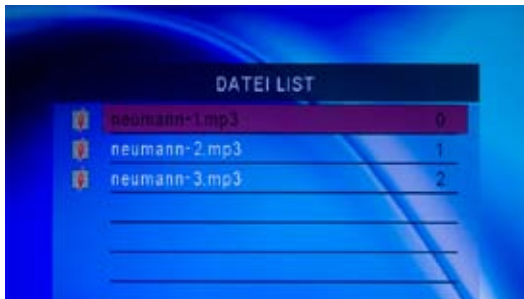 DATEI LIST
neumann-1.mp3 0
neumann-2.mp3 1
neumann-3.mp3 2